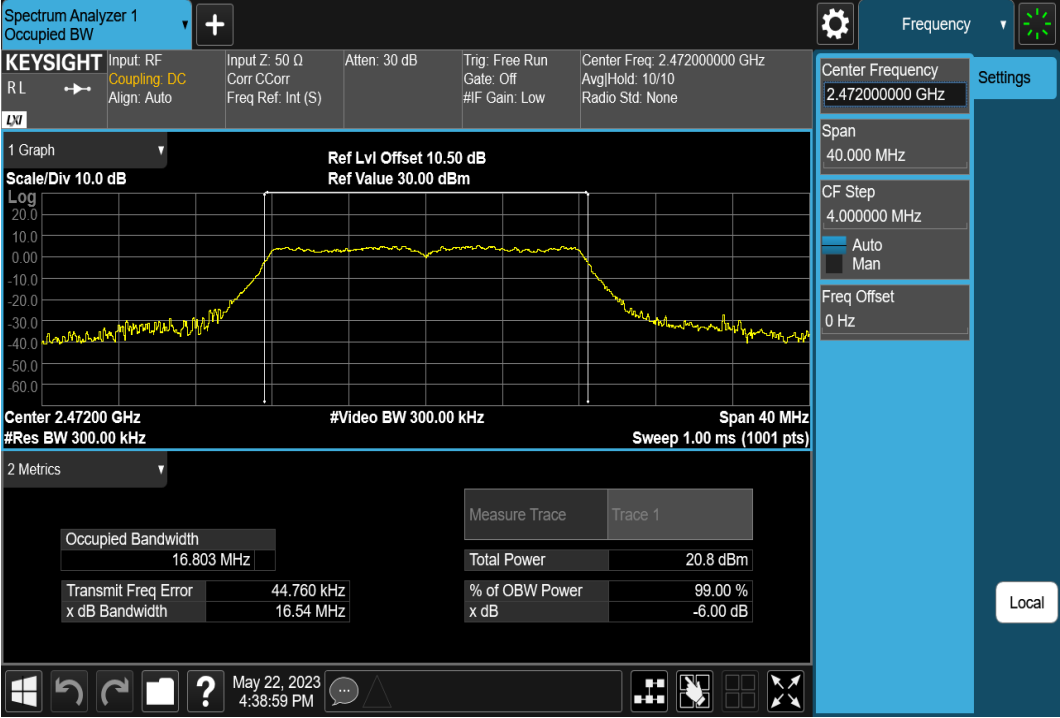 Spectrum Analyzer 1
Occupied BW
Frequency
KEYSIGHT
R L
LXI
Input: RF
Coupling: DC
Align: Auto
Input Z: 50 Ω
Corr CCorr
Freq Ref: Int (S)
Atten: 30 dB
Trig: Free Run
Gate: Off
#IF Gain: Low
Center Freq: 2.472000000 GHz
Avg|Hold: 10/10
Radio Std: None
Center Frequency
2.472000000 GHz
Settings
Span
40.000 MHz
CF Step
4.000000 MHz
Auto
Man
Freq Offset
0 Hz
1 Graph
Scale/Div 10.0 dB
Ref Lvl Offset 10.50 dB
Ref Value 30.00 dBm
Log
20.0
10.0
0.00
-10.0
-20.0
-30.0
-40.0
-50.0
-60.0
Center 2.47200 GHz
#Video BW 300.00 kHz
Span 40 MHz
#Res BW 300.00 kHz
Sweep 1.00 ms (1001 pts)
2 Metrics
Measure Trace
Trace 1
Occupied Bandwidth
16.803 MHz
Total Power
20.8 dBm
Transmit Freq Error
44.760 kHz
% of OBW Power
99.00 %
x dB Bandwidth
16.54 MHz
x dB
-6.00 dB
Local
May 22, 2023
4:38:59 PM